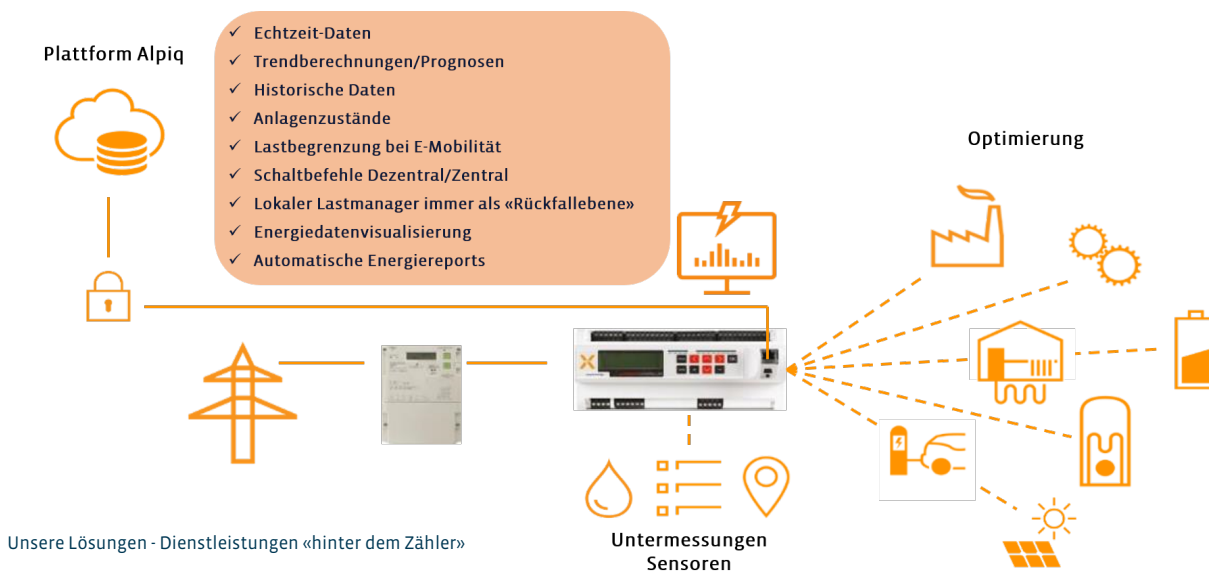 Plattform Alpiq
✓ Echtzeit-Daten
✓ Trendberechnungen/Prognosen
✓ Historische Daten
✓ Anlagenzustände
✓ Lastbegrenzung bei E-Mobilität
✓ Schaltbefehle Dezentral/Zentral
✓ Lokaler Lastmanager immer als «Rückfallebene»
✓ Energiedatenvisualisierung
✓ Automatische Energiereports
Optimierung
Untermessungen
Sensoren
Unsere Lösungen - Dienstleistungen «hinter dem Zähler»